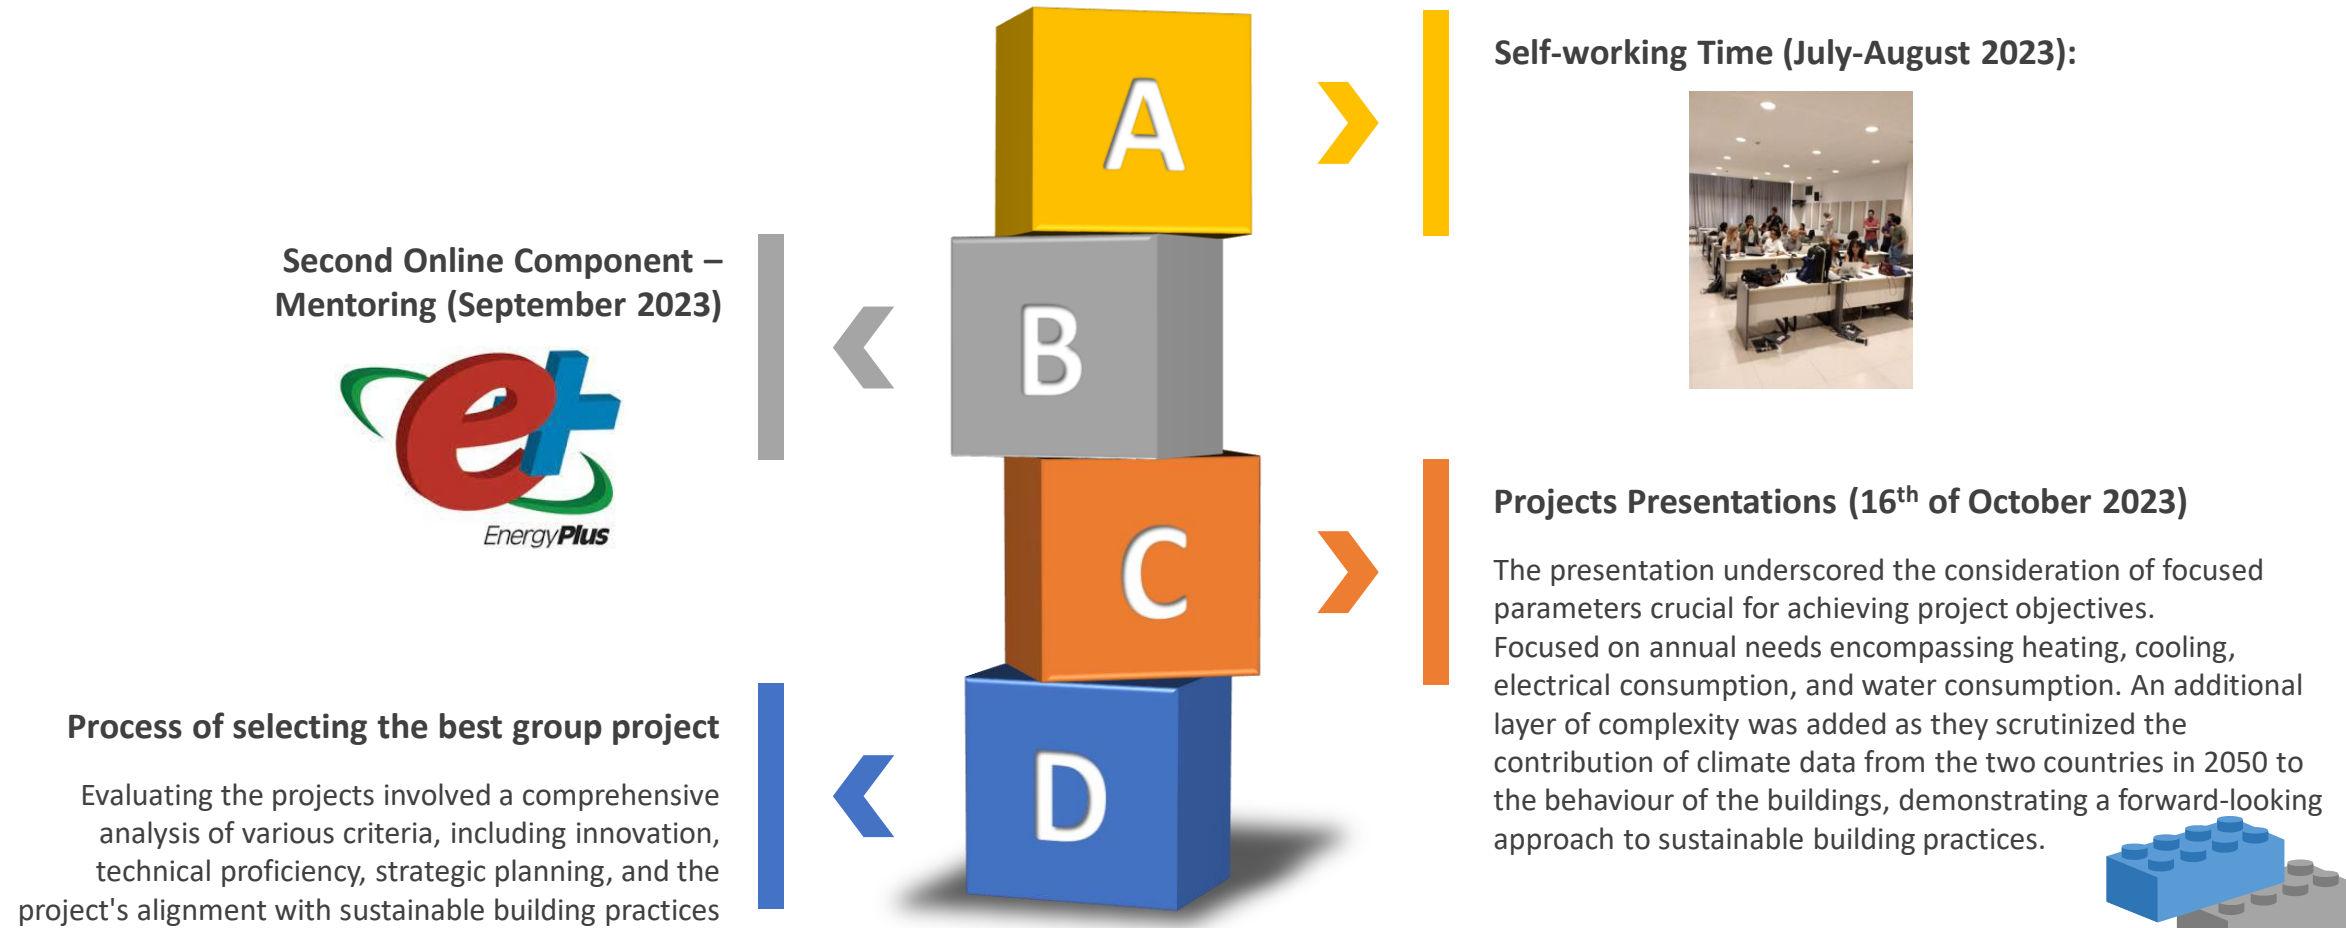 A
Self-working Time (July-August 2023):
B
Second Online Component –
Mentoring (September 2023)
e+
EnergyPlus
C
Projects Presentations (16th of October 2023)
The presentation underscored the consideration of focused
parameters crucial for achieving project objectives.
Focused on annual needs encompassing heating, cooling,
electrical consumption, and water consumption. An additional
layer of complexity was added as they scrutinized the
contribution of climate data from the two countries in 2050 to
the behaviour of the buildings, demonstrating a forward-looking
approach to sustainable building practices.
D
Process of selecting the best group project
Evaluating the projects involved a comprehensive
analysis of various criteria, including innovation,
technical proficiency, strategic planning, and the
project's alignment with sustainable building practices